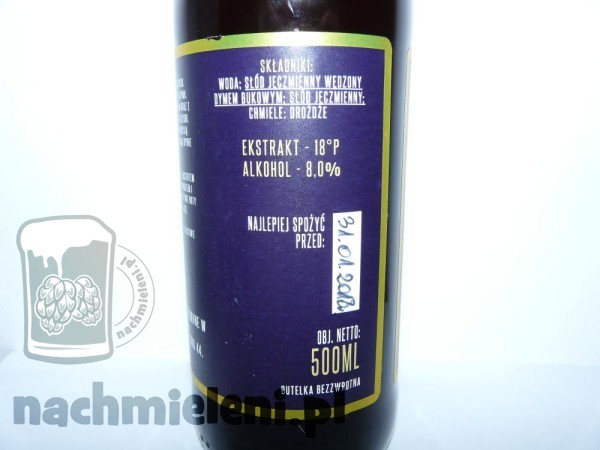 SKŁADNIKI:
WODA; SŁÓD JĘCZMIENNY WĘDZONY
DYMEM BUKOWYM; SŁÓD JĘCZMIENNY;
CHMIELE; DROŻDŻE
EKSTRAKT - 18°P
ALKOHOL - 8,0%
NAJLEPIEJ SPOŻYĆ
PRZED:
31.01.2018
OBJ. NETTO:
500ML
BUTELKA BEZZWROTNA
nachmieleni.pl
nachmieleni.pl